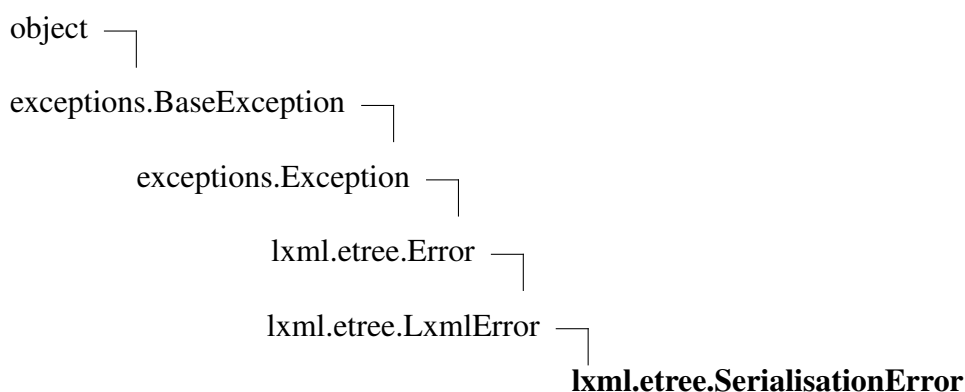 object
exceptions.BaseException
exceptions.Exception
lxml.etree.Error
lxml.etree.LxmlError
lxml.etree.SerialisationError